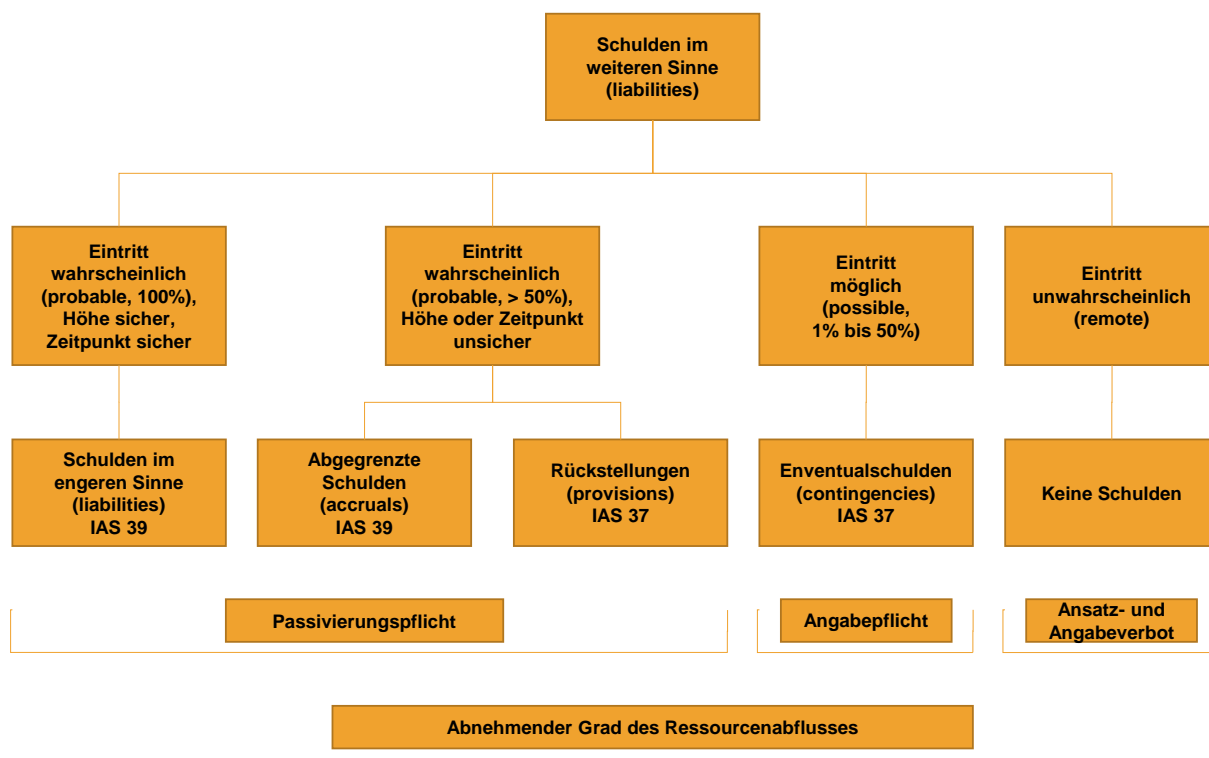 Schulden im
weiteren Sinne
(liabilities)
Eintritt
wahrscheinlich
(probable, 100%),
Höhe sicher,
Zeitpunkt sicher
Eintritt
wahrscheinlich
(probable, > 50%),
Höhe oder Zeitpunkt
unsicher
Eintritt
möglich
(possible,
1% bis 50%)
Eintritt
unwahrscheinlich
(remote)
Schulden im
engeren Sinne
(liabilities)
IAS 39
Abgegrenzte
Schulden
(accruals)
IAS 39
Rückstellungen
(provisions)
IAS 37
Enventualschulden
(contingencies)
IAS 37
Keine Schulden
Passivierungspflicht
Angabepflicht
Ansatz- und
Angabeverbot
Abnehmender Grad des Ressourcenabflusses